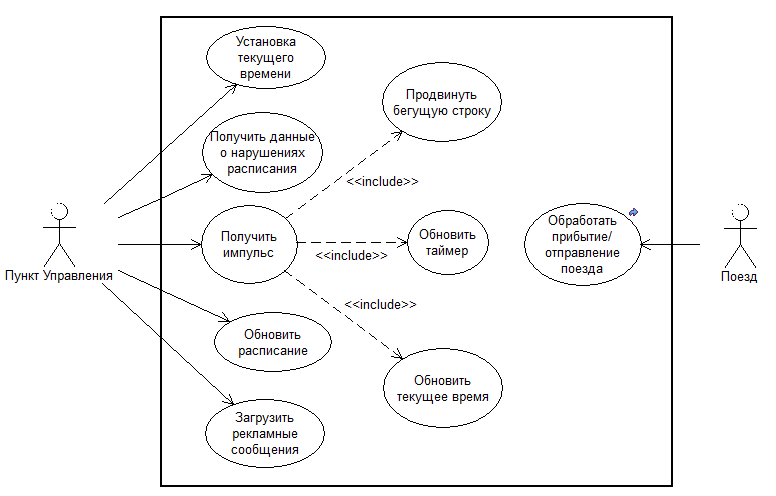 Установка
текущего
времени
Продвинуть
бегущую строку
Получить данные
о нарушениях
расписания
<<include>>
Пункт Управления
Получить
импульс
<<include>>
Обновить
таймер
Обработать
прибытие/
отправление
поезда
Поезд
<<include>>
Обновить
расписание
Обновить
текущее время
Загрузить
рекламные
сообщения